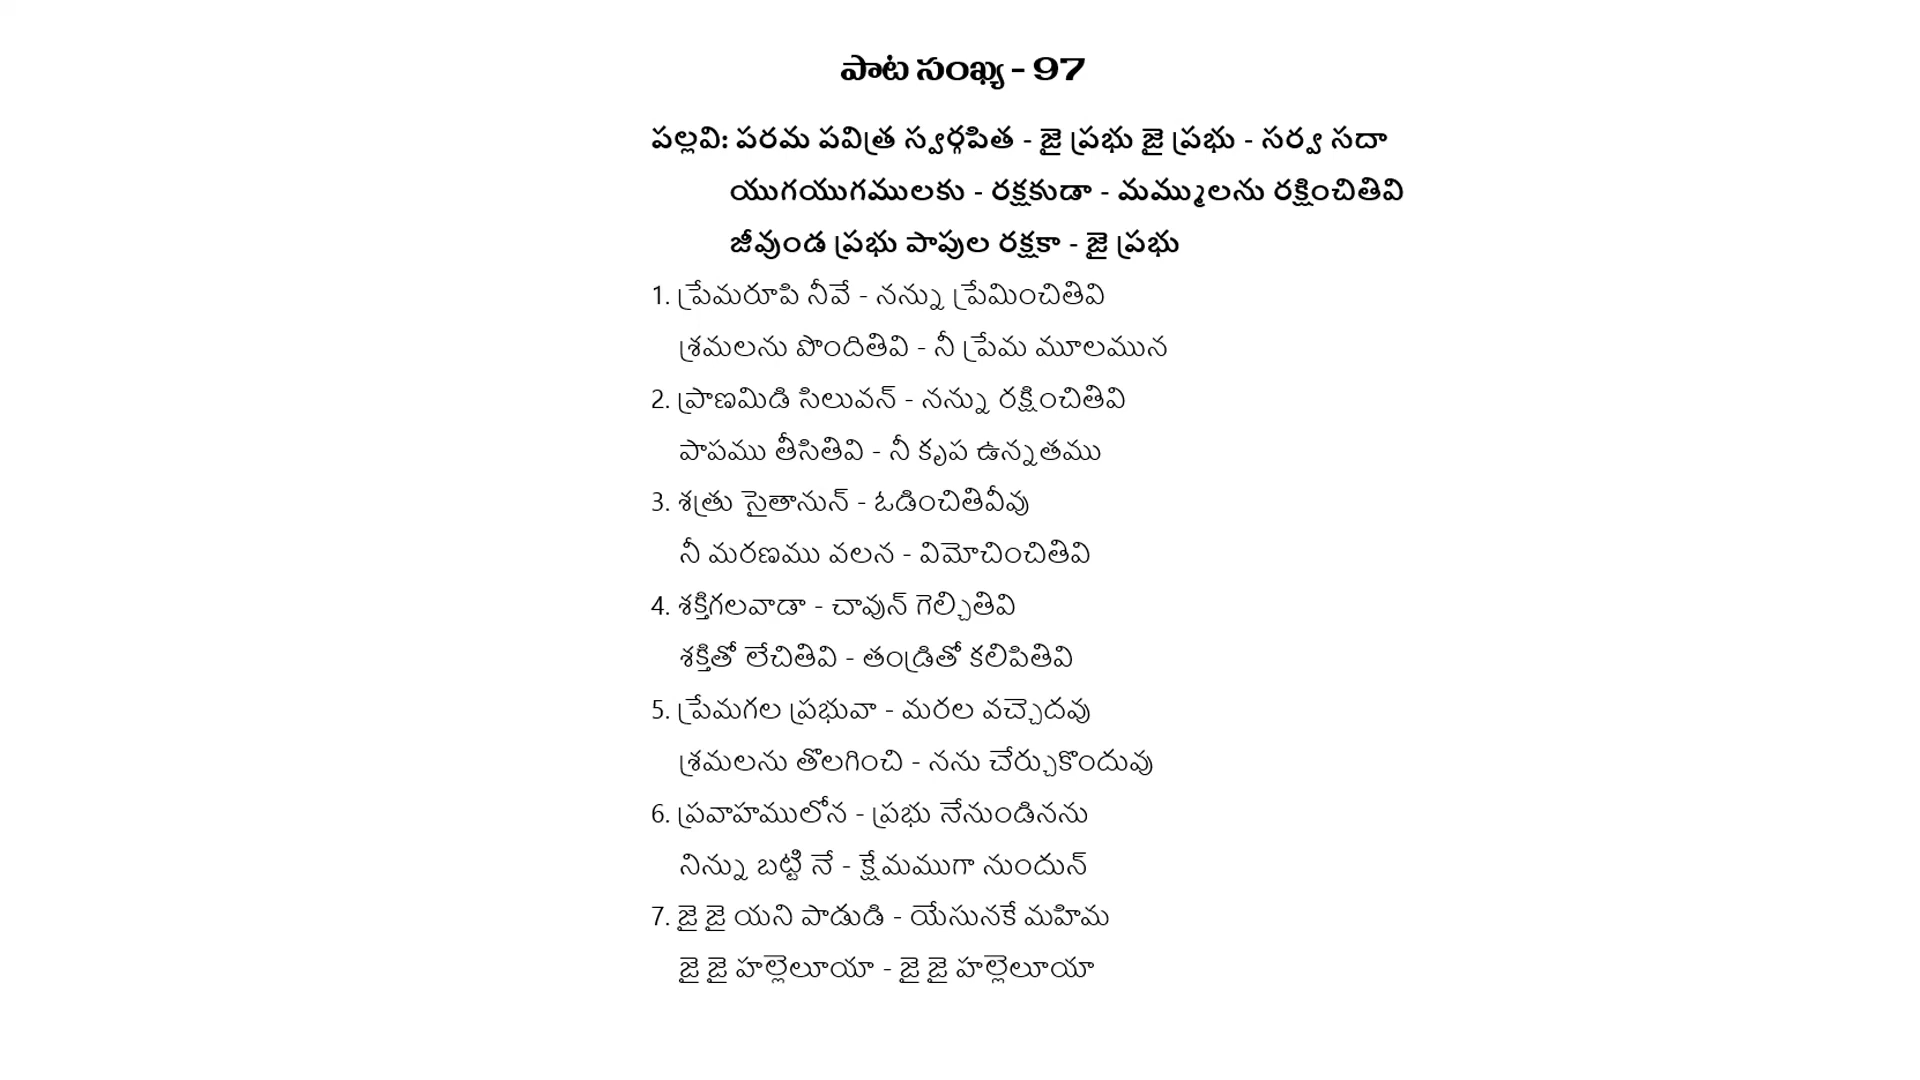 పాట సంఖ్య - 97
పల్లవి: పరమ పవిత్ర స్వర్గపిత - జై ప్రభు జై ప్రభు - సర్వ సదా
యుగయుగములకు - రక్షకుడా - మమ్ములను రక్షించితివి
జీవుండ ప్రభు పాపుల రక్షకా - జై ప్రభు
1. ప్రేమరూపి నీవే - నన్ను ప్రేమించితివి
శ్రమలను పొందితివి - నీ ప్రేమ మూలమున
2. ప్రాణమిడి సిలువన్ - నన్ను రక్షించితివి
పాపము తీసితివి - నీ కృప ఉన్నతము
3. శత్రు సైతానున్ - ఓడించితివీవు
నీ మరణము వలన - విమోచించితివి
4. శక్తిగలవాడా - చావున్ గెల్చితివి
శక్తితో లేచితివి - తండ్రితో కలిపితివి
5. ప్రేమగల ప్రభువా - మరల వచ్చెదవు
శ్రమలను తొలగించి - నను చేర్చుకొందువు
6. ప్రవాహములోన - ప్రభు నేనుండినను
నిన్ను బట్టి నే - క్షేమముగా నుందున్
7. జై జై యని పాడుడి - యేసునకే మహిమ
జై జై హల్లెలూయా - జై జై హల్లెలూయా